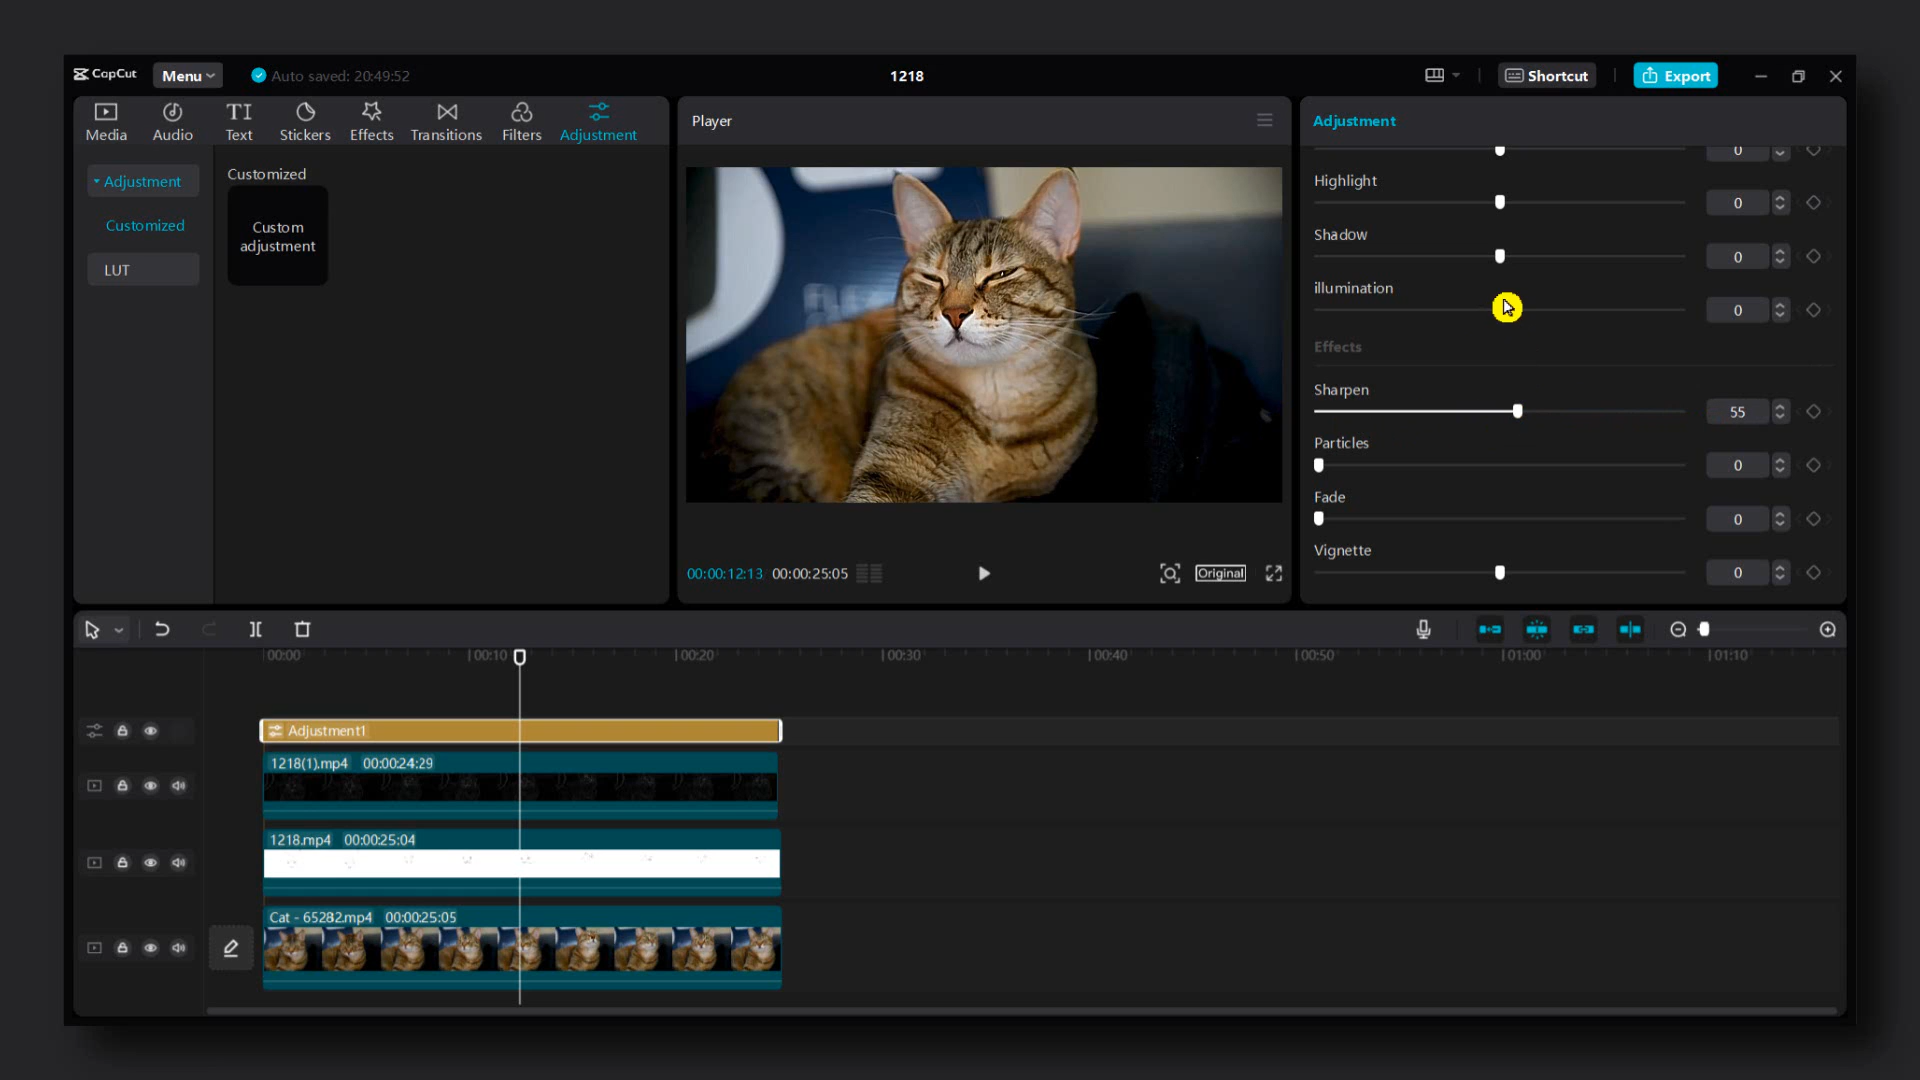 CapCut
Menu
Auto saved: 20:49:52
1218
Shortcut
Export
Media
Audio
Text
Stickers
Effects
Transitions
Filters
Adjustment
Adjustment
Customized
LUT
Customized
Custom
adjustment
Player
00:00:12:13
00:00:25:05
Original
Adjustment
0
Highlight
0
Shadow
0
illumination
0
Effects
Sharpen
55
Particles
0
Fade
0
Vignette
0
00:00
00:10
00:20
00:30
00:40
00:50
01:00
01:10
Adjustment1
1218(1).mp4 00:00:24:29
1218.mp4 00:00:25:04
Cat - 65282.mp4 00:00:25:05